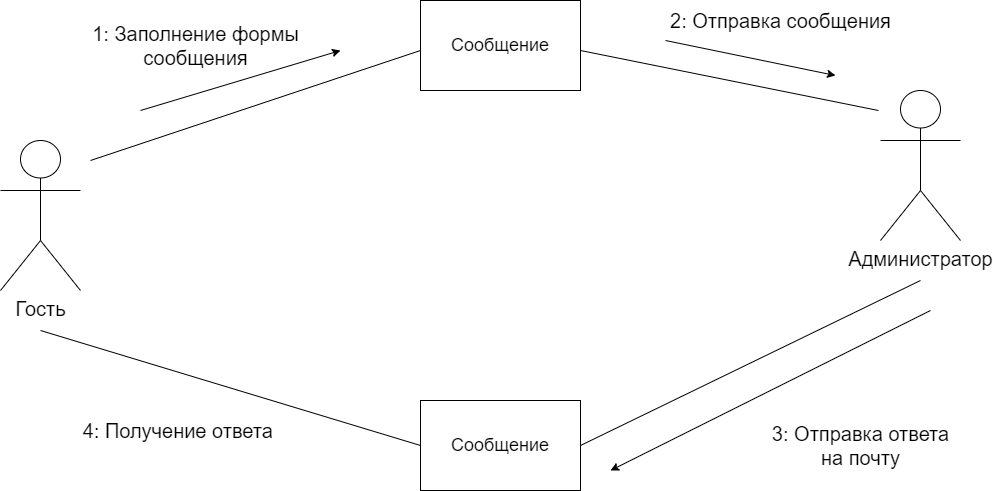 1: Заполнение формы
сообщения
Сообщение
2: Отправка сообщения
Гость
Администратор
4: Получение ответа
Сообщение
3: Отправка ответа
на почту